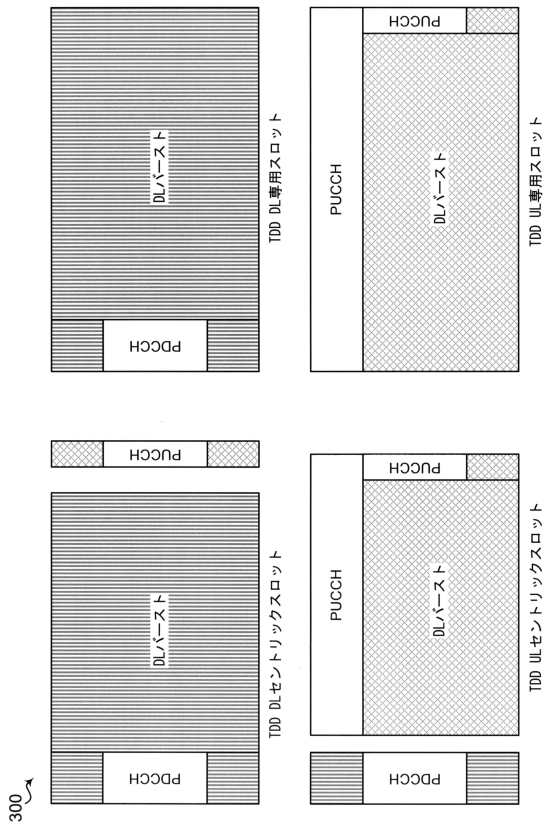 300
PDCCH
DLバースト
PUCCH
TDD DLセントリックスロット
PDCCH
DLバースト
TDD DL専用スロット
PDCCH
PUCCH
DLバースト
PUCCH
TDD ULセントリックスロット
PUCCH
DLバースト
PUCCH
TDD UL専用スロット